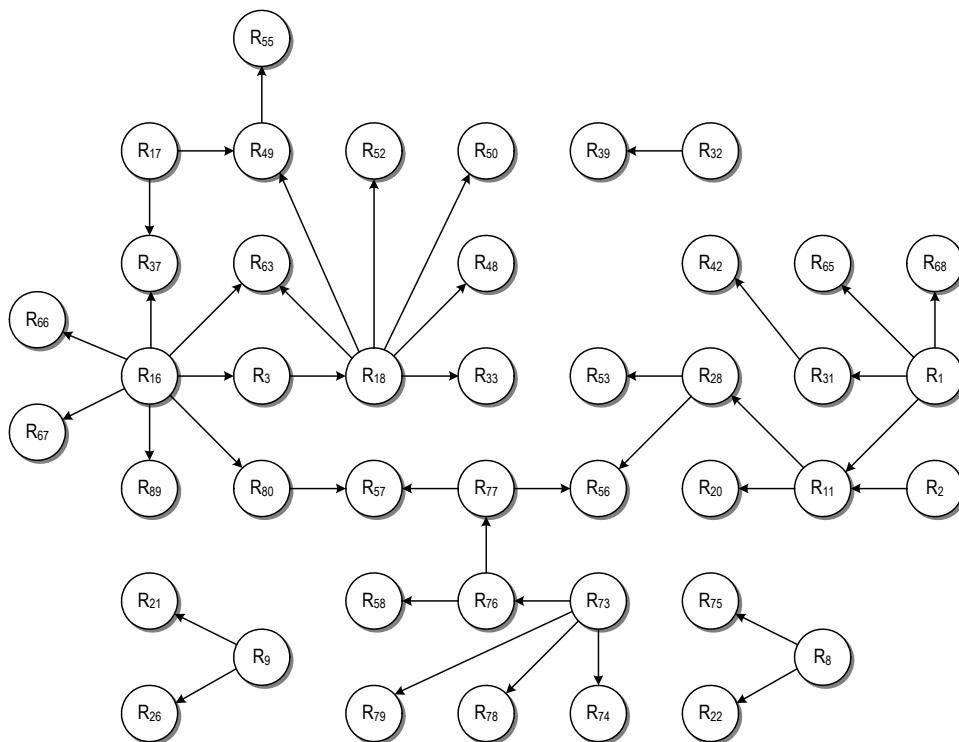 R55
R17 R49 R52 R50 R39 R32
R37 R63 R48 R42 R65 R68
R66
R16 R3 R18 R33 R53 R28 R31 R1
R67
R89 R80 R57 R77 R56 R20 R11 R2
R21 R58 R76 R73 R75
R9 R8
R26 R79 R78 R74 R22